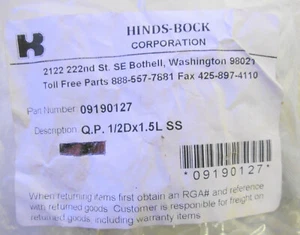 HINDS-BOCK
CORPORATION
2122 222nd St. SE Bothell, Washington 98021
Toll Free Parts 888-557-7881 Fax 425-897-4110
Part Number: 09190127
Description: Q.P. 1/2Dx1.5L SS
*09190127*
When returning items first obtain an RGA# and reference
with returned goods. Customer is responsible for freight on
returned goods, including warranty items